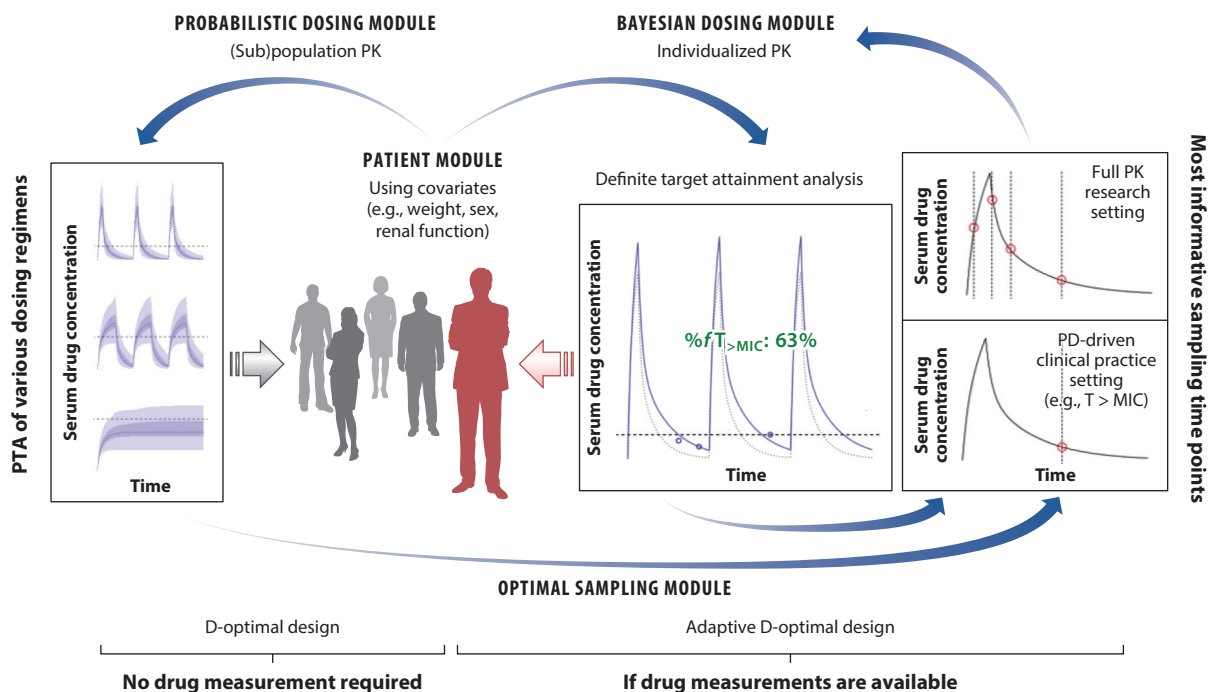 PROBABILISTIC DOSING MODULE
(Sub)population PK
BAYESIAN DOSING MODULE
Individualized PK
PATIENT MODULE
Using covariates
(e.g., weight, sex,
renal function)
PTA of various dosing regimens
Serum drug concentration
Time
Definite target attainment analysis
Serum drug concentration
%fT>MIC: 63%
Time
Serum drug
concentration
Full PK
research
setting
Serum drug
concentration
PD-driven
clinical practice
setting
(e.g., T > MIC)
Time
Most informative sampling time points
OPTIMAL SAMPLING MODULE
D-optimal design
Adaptive D-optimal design
No drug measurement required
If drug measurements are available